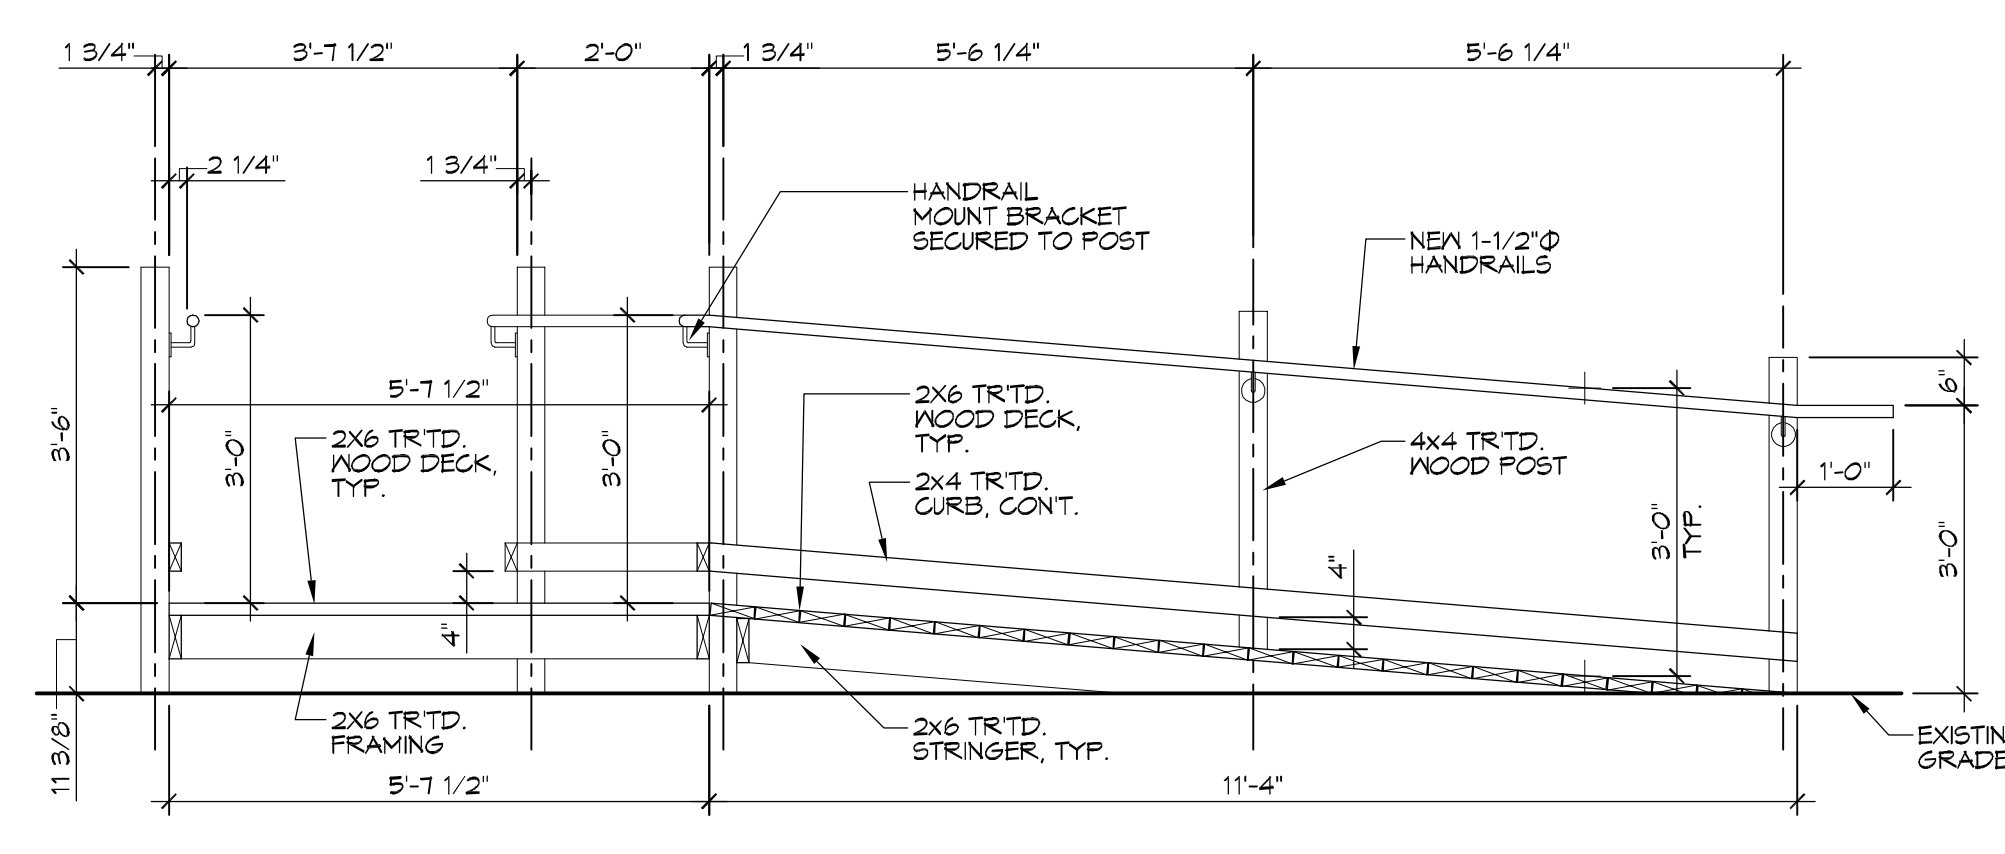 1 3/4"
3'-7 1/2"
2'-0"
1 3/4"
5'-6 1/4"
5'-6 1/4"
2 1/4"
1 3/4"
HANDRAIL
MOUNT BRACKET
SECURED TO POST
NEW 1-1/2"Φ
HANDRAILS
3'-6"
5'-7 1/2"
3'-0"
2X6 TR'TD.
WOOD DECK,
TYP.
3'-0"
2X6 TR'TD.
WOOD DECK,
TYP.
2x4 TR'TD.
CURB, CON'T.
4x4 TR'TD.
WOOD POST
3'-0"
TYP.
6"
1'-0"
3'-0"
4"
4"
11 3/8"
2X6 TR'TD.
FRAMING
2x6 TR'TD.
STRINGER, TYP.
EXISTIN
GRADE
5'-7 1/2"
11'-4"